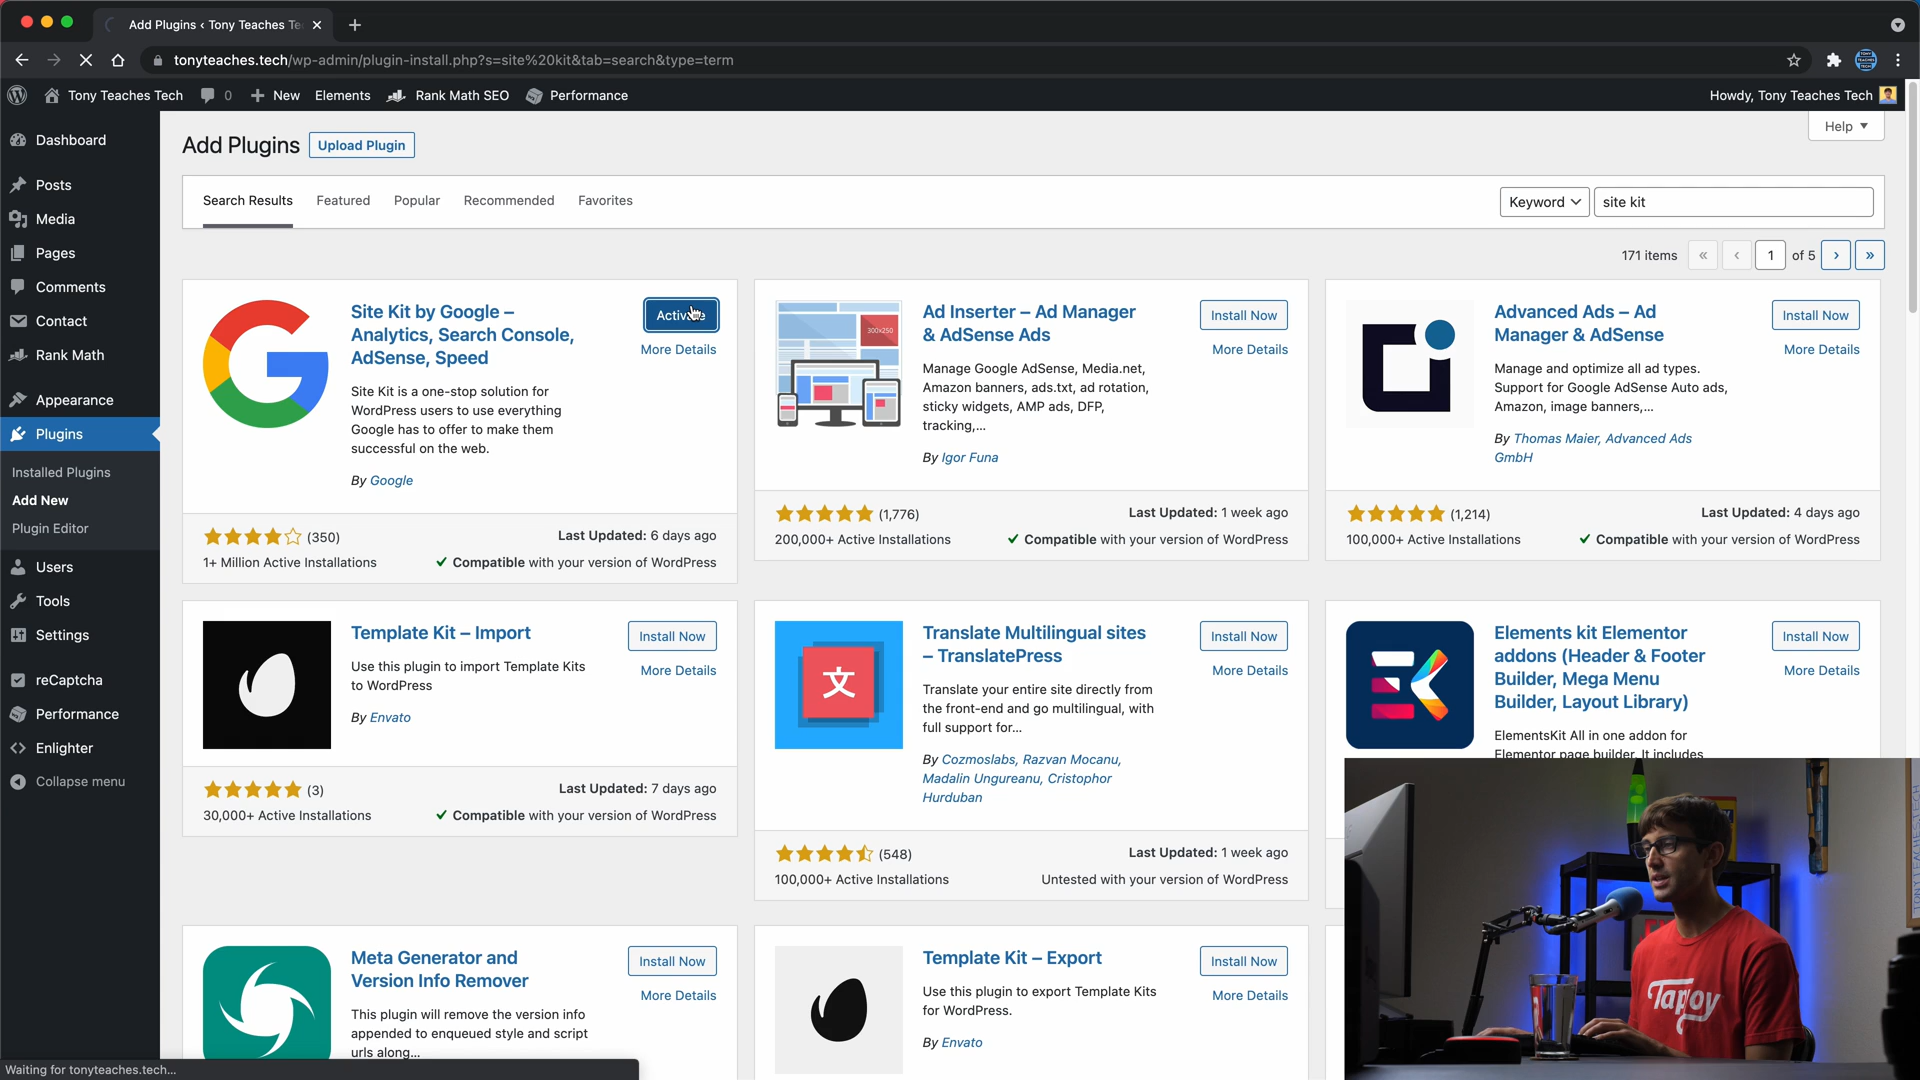 Add Plugins ‹ Tony Teaches Te
tonyteaches.tech/wp-admin/plugin-install.php?s=site%20kit&tab=search&type=term
Tony Teaches Tech
0
New
Elements
Rank Math SEO
Performance
Howdy, Tony Teaches Tech
Dashboard
Posts
Media
Pages
Comments
Contact
Rank Math
Appearance
Plugins
Installed Plugins
Add New
Plugin Editor
Users
Tools
Settings
reCaptcha
Performance
Enlighter
Collapse menu
Add Plugins
Upload Plugin
Help
Search Results
Featured
Popular
Recommended
Favorites
Keyword
site kit
171 items
«
‹
1
of 5
›
»
Site Kit by Google –
Analytics, Search Console,
AdSense, Speed
More Details
Site Kit is a one-stop solution for
WordPress users to use everything
Google has to offer to make them
successful on the web.
By Google
(350)
1+ Million Active Installations
Last Updated: 6 days ago
Compatible with your version of WordPress
300x250
Ad Inserter – Ad Manager
& AdSense Ads
Install Now
More Details
Manage Google AdSense, Media.net,
Amazon banners, ads.txt, ad rotation,
sticky widgets, AMP ads, DFP,
tracking,...
By Igor Funa
(1,776)
200,000+ Active Installations
Last Updated: 1 week ago
Compatible with your version of WordPress
Advanced Ads – Ad
Manager & AdSense
Install Now
More Details
Manage and optimize all ad types.
Support for Google AdSense Auto ads,
Amazon, image banners,...
By Thomas Maier, Advanced Ads
GmbH
(1,214)
100,000+ Active Installations
Last Updated: 4 days ago
Compatible with your version of WordPress
Template Kit – Import
Install Now
More Details
Use this plugin to import Template Kits
to WordPress
By Envato
(3)
30,000+ Active Installations
Last Updated: 7 days ago
Compatible with your version of WordPress
文
Translate Multilingual sites
– TranslatePress
Install Now
More Details
Translate your entire site directly from
the front-end and go multilingual, with
full support for...
By Cozmoslabs, Razvan Mocanu,
Madalin Ungureanu, Cristophor
Hurduban
(548)
100,000+ Active Installations
Last Updated: 1 week ago
Untested with your version of WordPress
Elements kit Elementor
addons (Header & Footer
Builder, Mega Menu
Builder, Layout Library)
Install Now
More Details
ElementsKit All in one addon for
Elementor page builder. It includes
Meta Generator and
Version Info Remover
Install Now
More Details
This plugin will remove the version info
appended to enqueued style and script
urls along...
Template Kit – Export
Install Now
More Details
Use this plugin to export Template Kits
for WordPress.
By Envato
Tapjoy
Waiting for tonyteaches.tech...